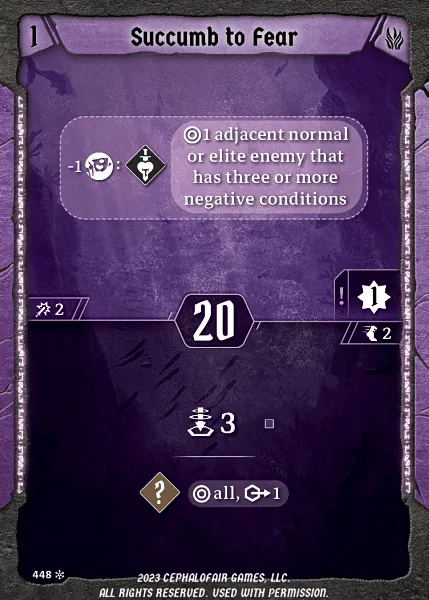 1
Succumb to Fear
-1 :
1 adjacent normal
or elite enemy that
has three or more
negative conditions
!
1
2
20
2
3
?
all, 1
448
2023 CEPHALOFAIR GAMES, LLC.
ALL RIGHTS RESERVED. USED WITH PERMISSION.